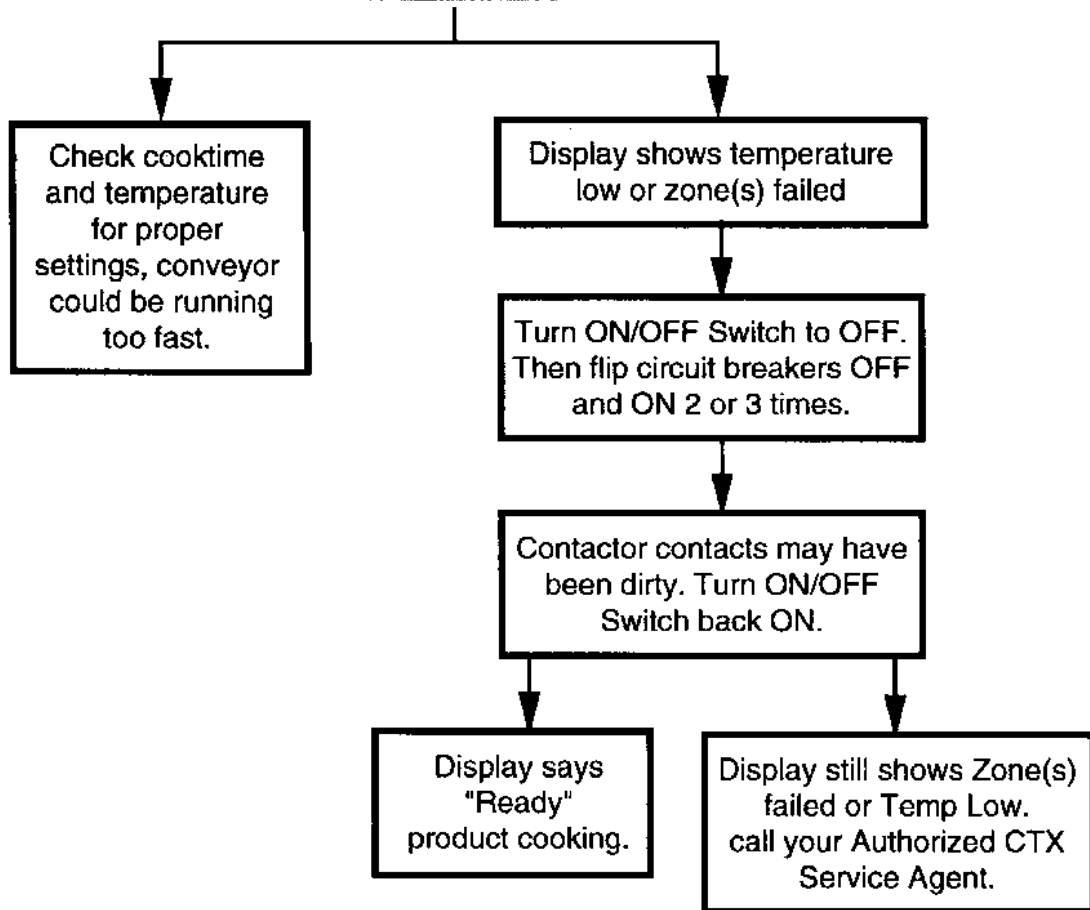 Check cooktime
and temperature
for proper
settings, conveyor
could be running
too fast.
Display shows temperature
low or zone(s) failed
Turn ON/OFF Switch to OFF.
Then flip circuit breakers OFF
and ON 2 or 3 times.
Contactor contacts may have
been dirty. Turn ON/OFF
Switch back ON.
Display says
"Ready"
product cooking.
Display still shows Zone(s)
failed or Temp Low.
call your Authorized CTX
Service Agent.